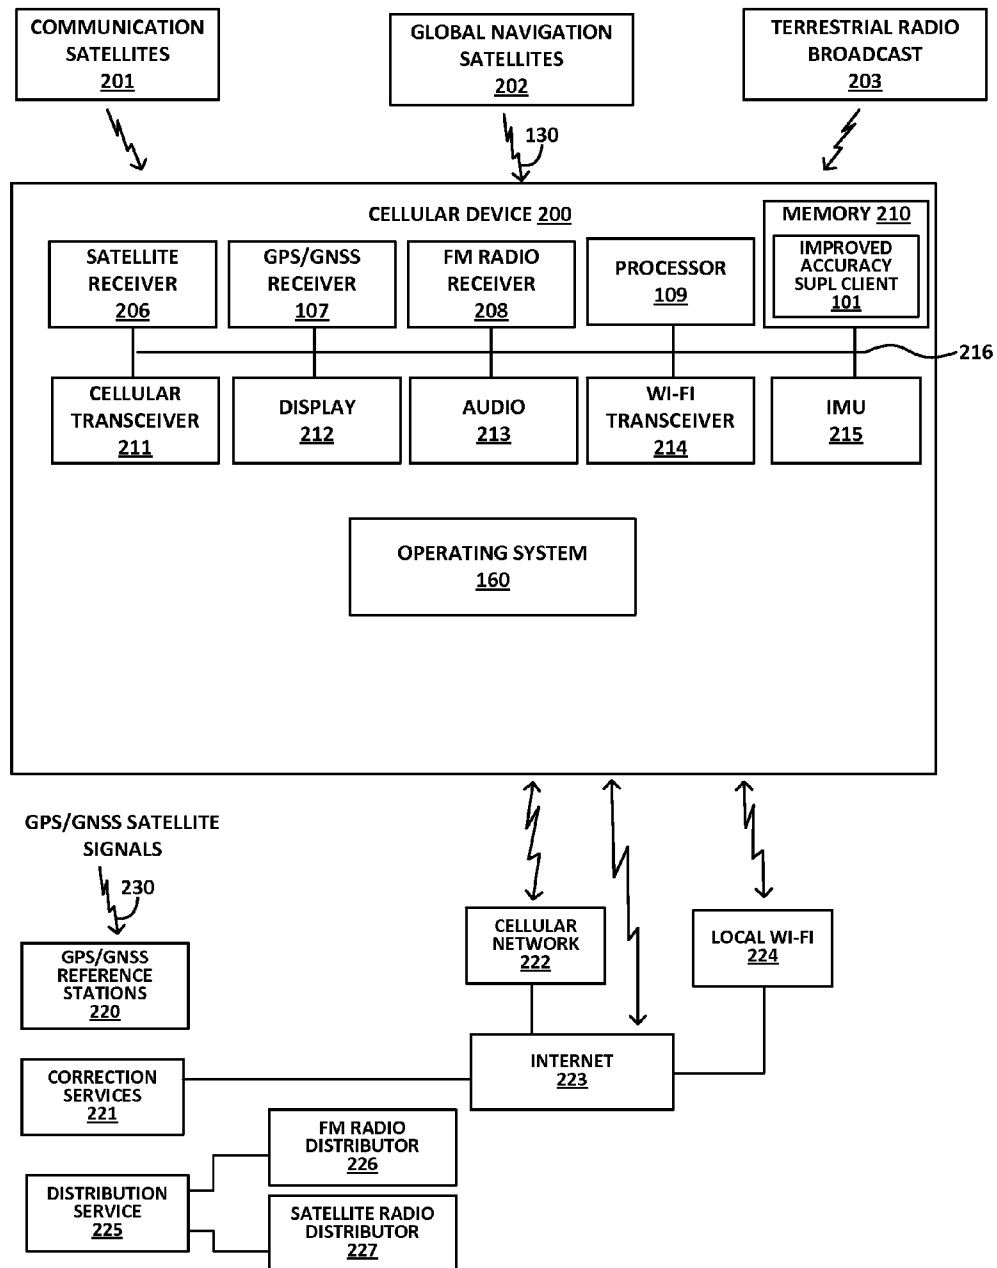 COMMUNICATION
SATELLITES
201
GLOBAL NAVIGATION
SATELLITES
202
TERRESTRIAL RADIO
BROADCAST
203
130
CELLULAR DEVICE 200
MEMORY 210
IMPROVED
ACCURACY
SUPL CLIENT
101
SATELLITE
RECEIVER
206
GPS/GNSS
RECEIVER
107
FM RADIO
RECEIVER
208
PROCESSOR
109
216
CELLULAR
TRANSCEIVER
211
DISPLAY
212
AUDIO
213
WI-FI
TRANSCEIVER
214
IMU
215
OPERATING SYSTEM
160
GPS/GNSS SATELLITE
SIGNALS
230
GPS/GNSS
REFERENCE
STATIONS
220
CELLULAR
NETWORK
222
LOCAL WI-FI
224
INTERNET
223
CORRECTION
SERVICES
221
FM RADIO
DISTRIBUTOR
226
DISTRIBUTION
SERVICE
225
SATELLITE RADIO
DISTRIBUTOR
227